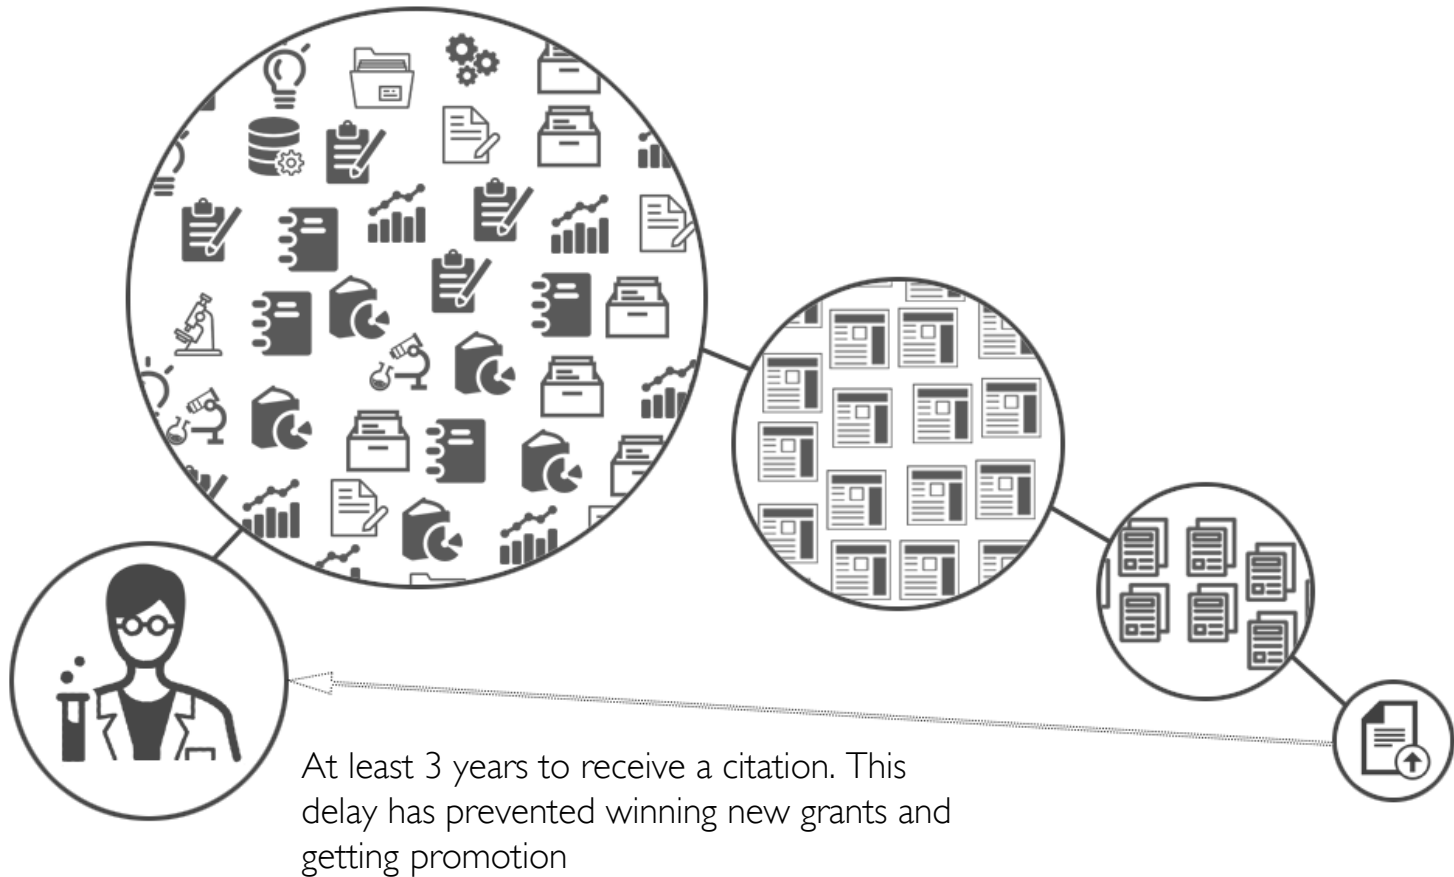 At least 3 years to receive a citation. This
delay has prevented winning new grants and
getting promotion